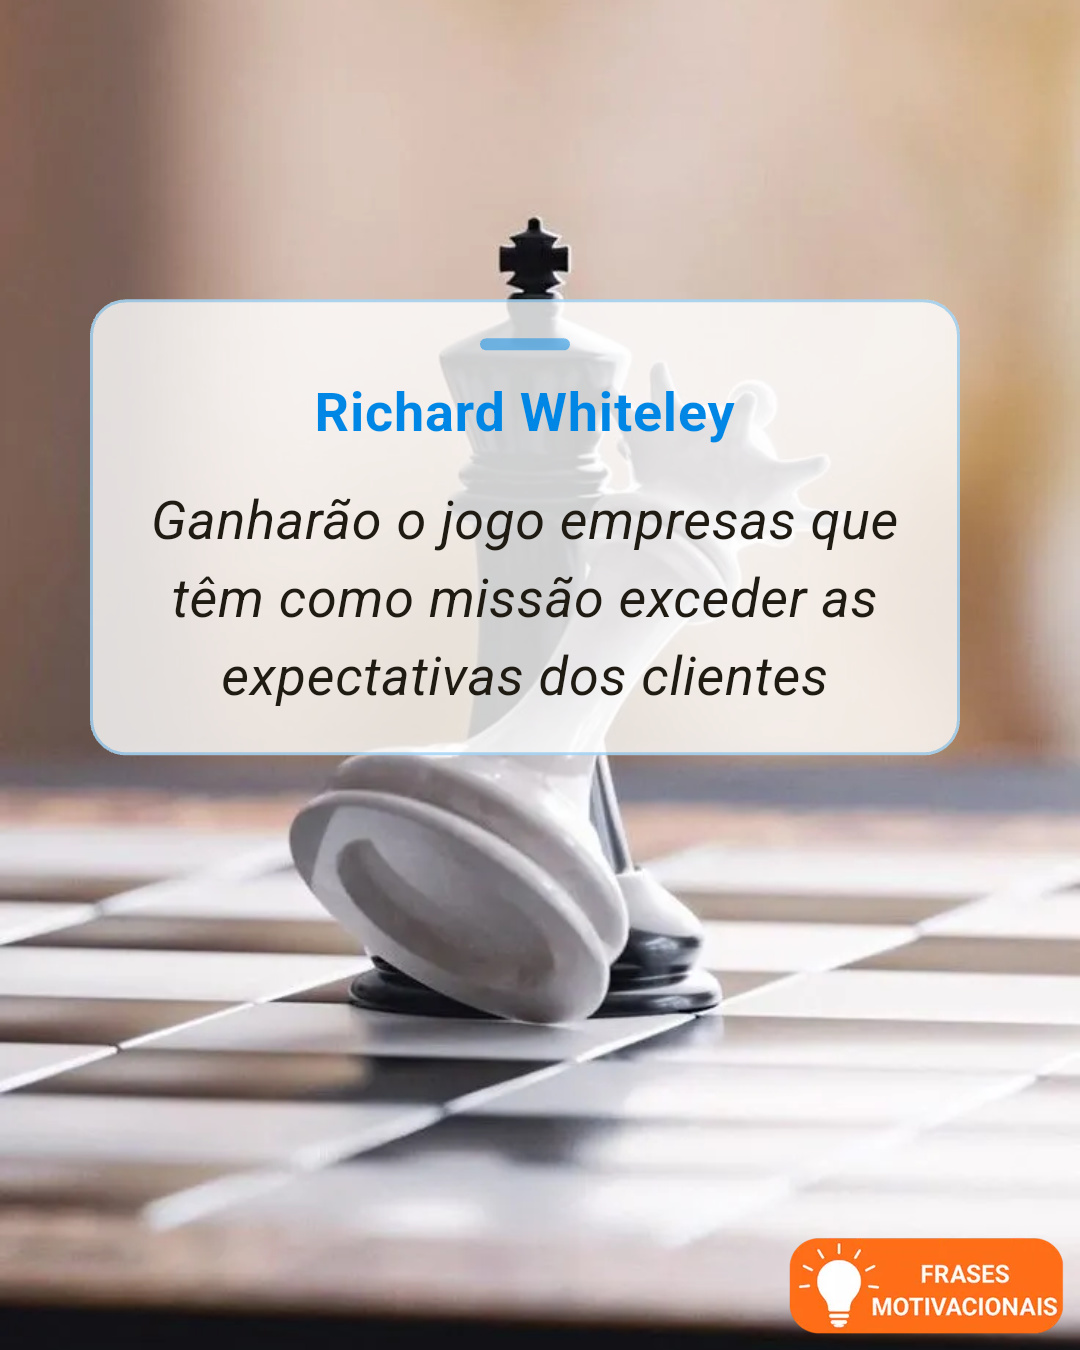 Richard Whiteley
Ganharão o jogo empresas que
têm como missão exceder as
expectativas dos clientes
FRASES
MOTIVACIONAIS